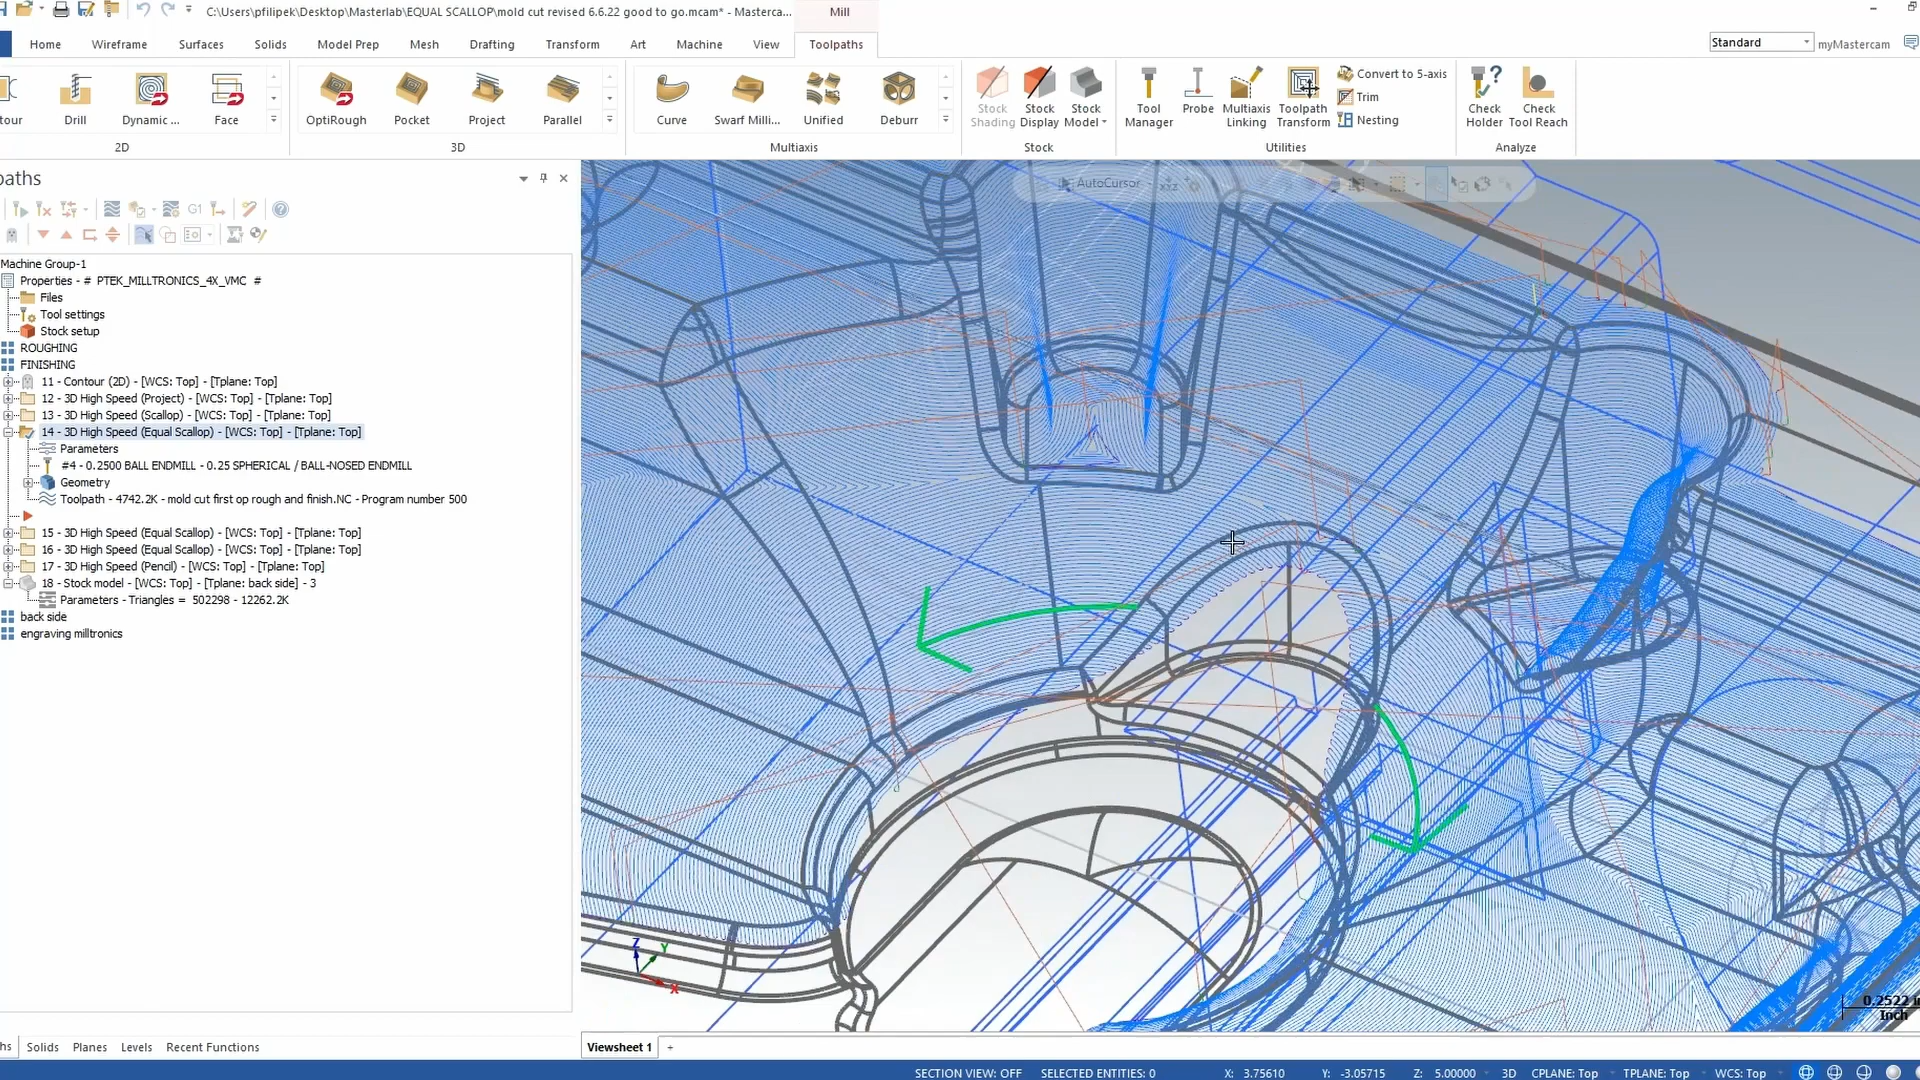 C:\Users\pfilipek\Desktop\Masterlab\EQUAL SCALLOP\mold cut revised 6.6.22 good to go.mcam* - Masterca...
Mill
Home Wireframe Surfaces Solids Model Prep Mesh Drafting Transform Art Machine View Toolpaths
Standard
myMastercam
tour Drill Dynamic ... Face
2D
OptiRough Pocket Project Parallel
3D
Curve Swarf Milli... Unified Deburr
Multiaxis
Stock Shading
Stock Display
Stock Model
Stock
Tool Manager
Probe
Multiaxis Linking
Toolpath Transform
Convert to 5-axis
Trim
Nesting
Utilities
Check Holder
Check Tool Reach
Analyze
paths
G1
AutoCursor
Machine Group-1
Properties - # PTEK_MILLTRONICS_4X_VMC #
Files
Tool settings
Stock setup
ROUGHING
FINISHING
11 - Contour (2D) - [WCS: Top] - [Tplane: Top]
12 - 3D High Speed (Project) - [WCS: Top] - [Tplane: Top]
13 - 3D High Speed (Scallop) - [WCS: Top] - [Tplane: Top]
14 - 3D High Speed (Equal Scallop) - [WCS: Top] - [Tplane: Top]
Parameters
#4 - 0.2500 BALL ENDMILL - 0.25 SPHERICAL / BALL-NOSED ENDMILL
Geometry
Toolpath - 4742.2K - mold cut first op rough and finish.NC - Program number 500
15 - 3D High Speed (Equal Scallop) - [WCS: Top] - [Tplane: Top]
16 - 3D High Speed (Equal Scallop) - [WCS: Top] - [Tplane: Top]
17 - 3D High Speed (Pencil) - [WCS: Top] - [Tplane: Top]
18 - Stock model - [WCS: Top] - [Tplane: back side] - 3
Parameters - Triangles = 502298 - 12262.2K
back side
engraving milltronics
Z
Y
X
0.2522 i
Inch
hs Solids Planes Levels Recent Functions
Viewsheet 1 +
SECTION VIEW: OFF SELECTED ENTITIES: 0 X: 3.75610 Y: -3.05715 Z: 5.00000 3D CPLANE: Top TPLANE: Top WCS: Top